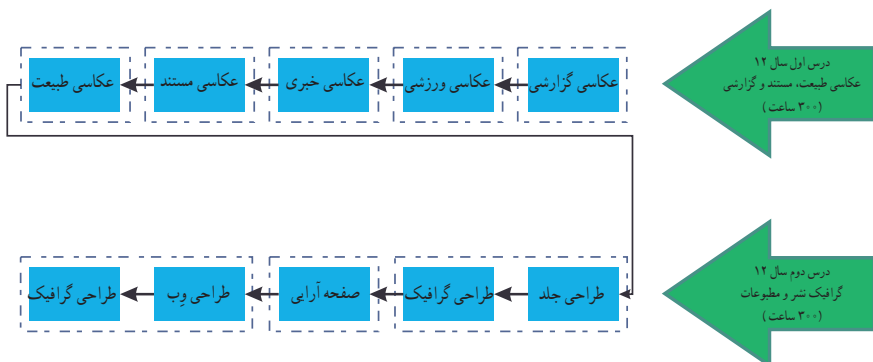 درس اول سال ۱۲
عکاسی طبیعت، مستند و گزارشی
(۳۰۰ ساعت)
عکاسی گزارشی
عکاسی ورزشی
عکاسی خبری
عکاسی مستند
عکاسی طبیعت
درس دوم سال ۱۲
گرافیک نشر و مطبوعات
(۳۰۰ ساعت)
طراحی جلد
طراحی گرافیک
صفحه آرایی
طراحی وِب
طراحی گرافیک